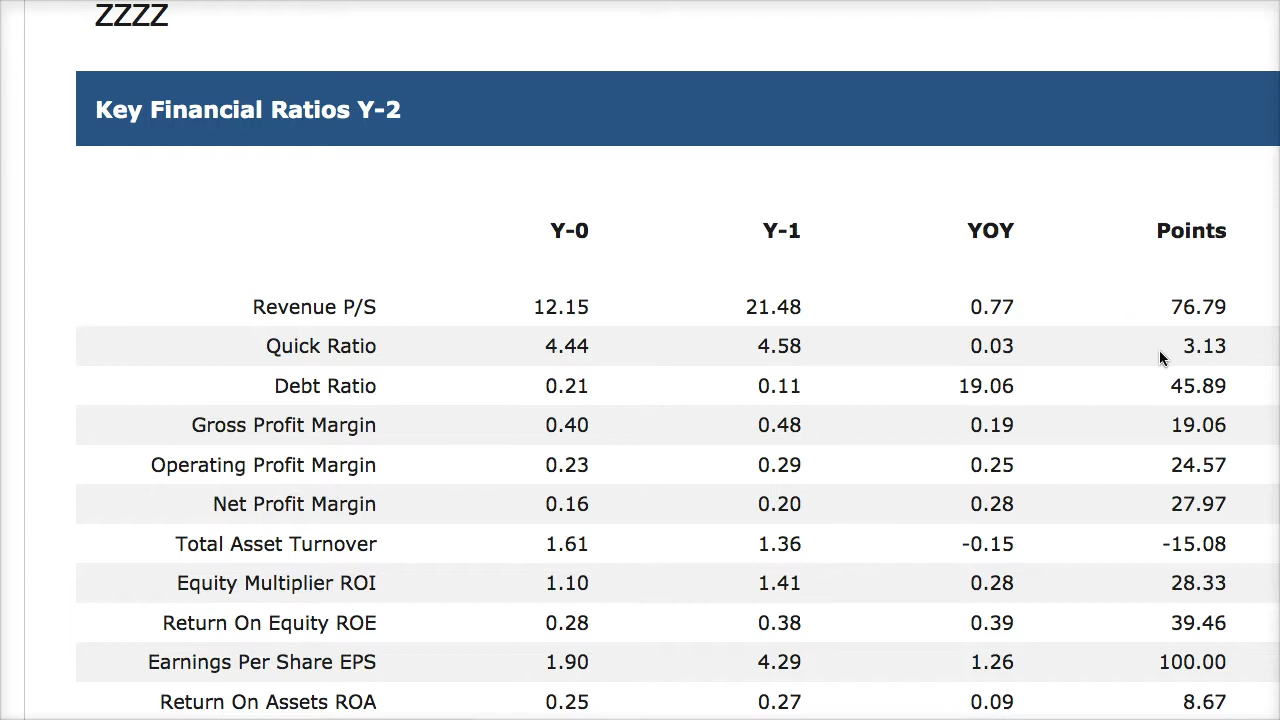 ZZZZ
Key Financial Ratios Y-2
Y-0 Y-1 YOY Points
Revenue P/S 12.15 21.48 0.77 76.79
Quick Ratio 4.44 4.58 0.03 3.13
Debt Ratio 0.21 0.11 19.06 45.89
Gross Profit Margin 0.40 0.48 0.19 19.06
Operating Profit Margin 0.23 0.29 0.25 24.57
Net Profit Margin 0.16 0.20 0.28 27.97
Total Asset Turnover 1.61 1.36 -0.15 -15.08
Equity Multiplier ROI 1.10 1.41 0.28 28.33
Return On Equity ROE 0.28 0.38 0.39 39.46
Earnings Per Share EPS 1.90 4.29 1.26 100.00
Return On Assets ROA 0.25 0.27 0.09 8.67